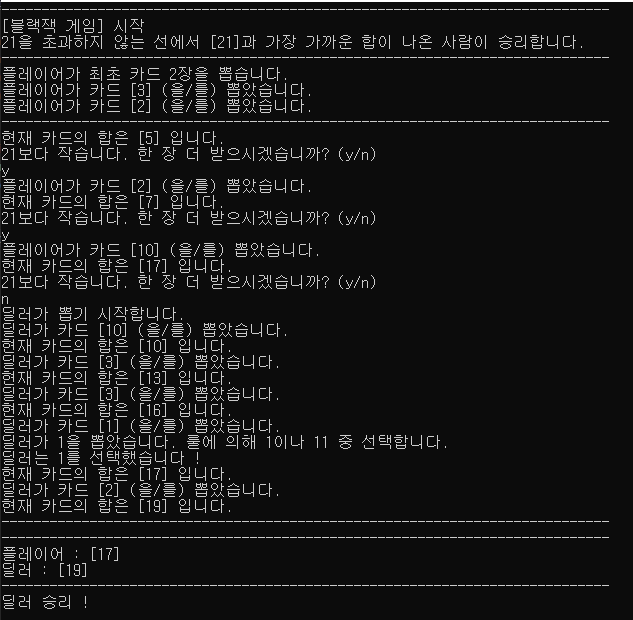 [블랙잭 게임] 시작
21을 초과하지 않는 선에서 [21]과 가장 가까운 합이 나온 사람이 승리합니다.
플레이어가 최초 카드 2장을 뽑습니다.
플레이어가 카드 [3] (을/를) 뽑았습니다.
플레이어가 카드 [2] (을/를) 뽑았습니다.
현재 카드의 합은 [5] 입니다.
21보다 작습니다. 한 장 더 받으시겠습니까? (y/n)
y
플레이어가 카드 [2] (을/를) 뽑았습니다.
현재 카드의 합은 [7] 입니다.
21보다 작습니다. 한 장 더 받으시겠습니까? (y/n)
y
플레이어가 카드 [10] (을/를) 뽑았습니다.
현재 카드의 합은 [17] 입니다.
21보다 작습니다. 한 장 더 받으시겠습니까? (y/n)
n
딜러가 뽑기 시작합니다.
딜러가 카드 [10] (을/를) 뽑았습니다.
현재 카드의 합은 [10] 입니다.
딜러가 카드 [3] (을/를) 뽑았습니다.
현재 카드의 합은 [13] 입니다.
딜러가 카드 [3] (을/를) 뽑았습니다.
현재 카드의 합은 [16] 입니다.
딜러가 카드 [1] (을/를) 뽑았습니다.
딜러가 1을 뽑았습니다. 룰에 의해 1이나 11 중 선택합니다.
딜러는 1를 선택했습니다 !
현재 카드의 합은 [17] 입니다.
딜러가 카드 [2] (을/를) 뽑았습니다.
현재 카드의 합은 [19] 입니다.
플레이어 : [17]
딜러 : [19]
딜러 승리 !